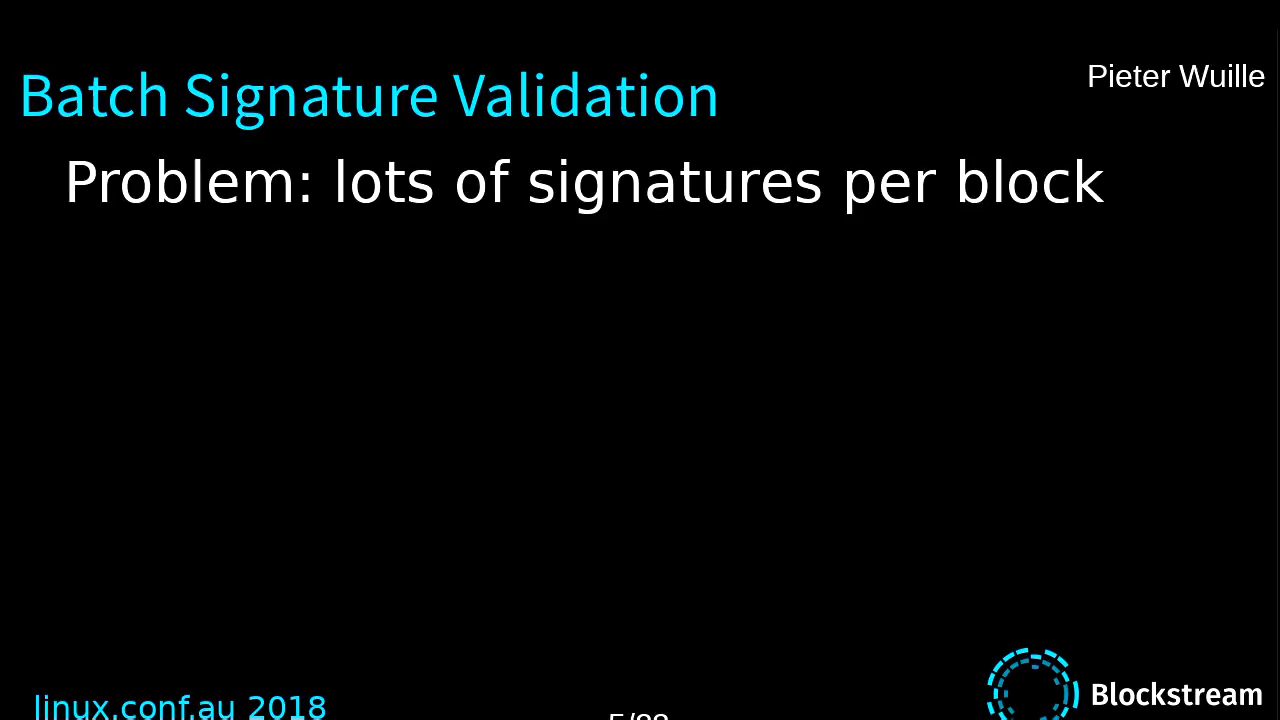 Pieter Wuille
Batch Signature Validation
Problem: lots of signatures per block
linux.conf.au 2018
Blockstream